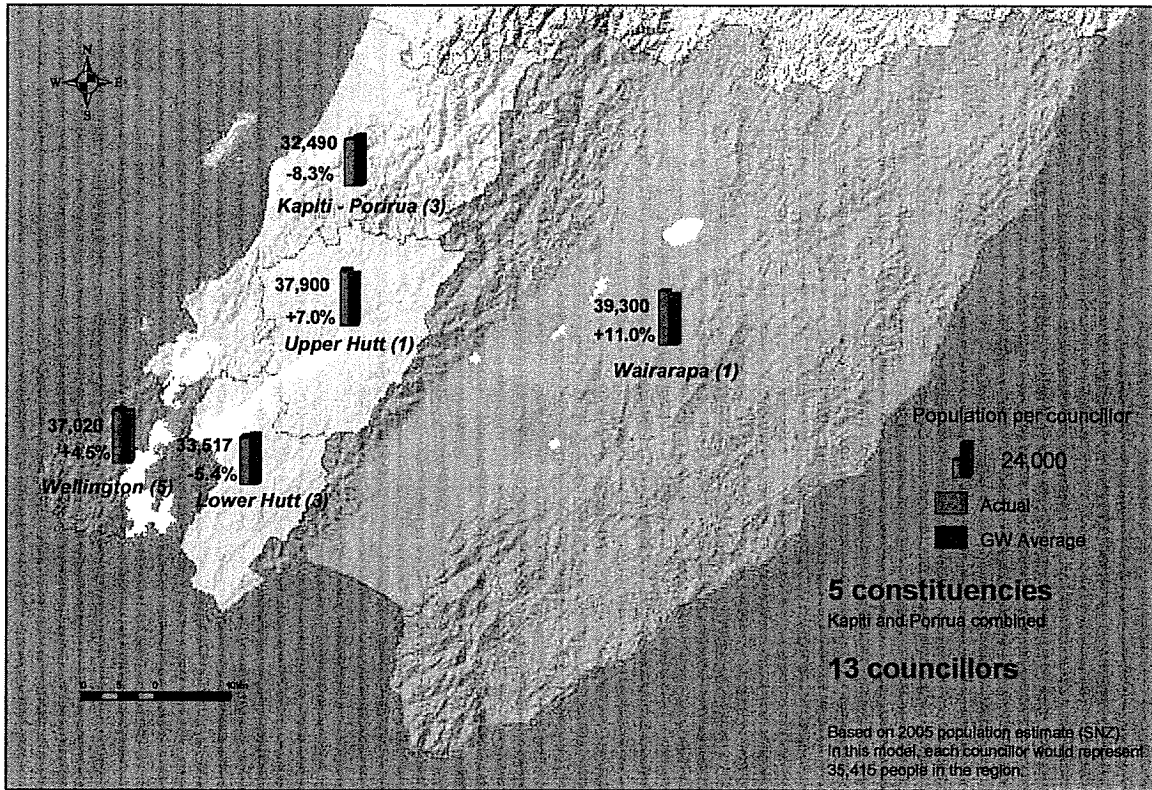 N
W E
S
32,490
-8.3%
Kapiti - Porirua (3)
37,900
+7.0%
Upper Hutt (1)
39,300
+11.0%
Wairarapa (1)
37,020
+4.5%
Wellington (5)
33,517
-5.4%
Lower Hutt (3)
Population per councillor
24,000
Actual
GW Average
5 constituencies
Kapiti and Porirua combined
13 councillors
Based on 2005 population estimate (SNZ).
In this model, each councillor would represent
35,415 people in the region.